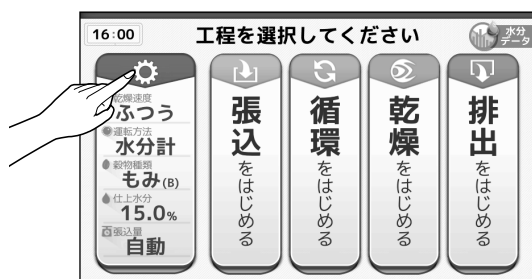 16:00
工程を選択してください
水分
データ
乾燥速度
ふつう
運転方法
水分計
穀物種類
もみ(B)
仕上水分
15.0%
張込量
自動
張込をはじめる
循環をはじめる
乾燥をはじめる
排出をはじめる